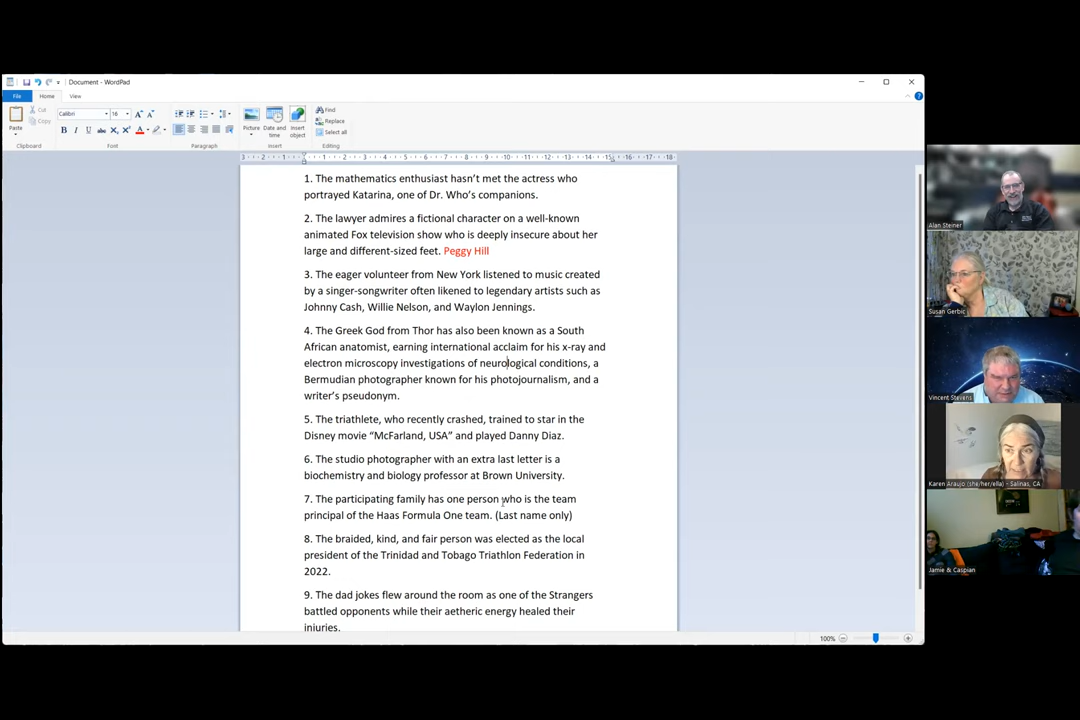 Document - WordPad
File
Home
View
Cut
Copy
Paste
Clipboard
Calibri
16
Font
Paragraph
Picture
Date and time
Insert object
Insert
Find
Replace
Select all
Editing
1. The mathematics enthusiast hasn't met the actress who
portrayed Katarina, one of Dr. Who's companions.
2. The lawyer admires a fictional character on a well-known
animated Fox television show who is deeply insecure about her
large and different-sized feet. Peggy Hill
3. The eager volunteer from New York listened to music created
by a singer-songwriter often likened to legendary artists such as
Johnny Cash, Willie Nelson, and Waylon Jennings.
4. The Greek God from Thor has also been known as a South
African anatomist, earning international acclaim for his x-ray and
electron microscopy investigations of neurological conditions, a
Bermudian photographer known for his photojournalism, and a
writer's pseudonym.
5. The triathlete, who recently crashed, trained to star in the
Disney movie “McFarland, USA” and played Danny Diaz.
6. The studio photographer with an extra last letter is a
biochemistry and biology professor at Brown University.
7. The participating family has one person who is the team
principal of the Haas Formula One team. (Last name only)
8. The braided, kind, and fair person was elected as the local
president of the Trinidad and Tobago Triathlon Federation in
2022.
9. The dad jokes flew around the room as one of the Strangers
battled opponents while their aetheric energy healed their
injuries.
100%
Alan Steiner
Susan Gerbic
Vincent Stevens
Karen Araujo (she/her/ella) – Salinas, CA
Jamie & Caspian